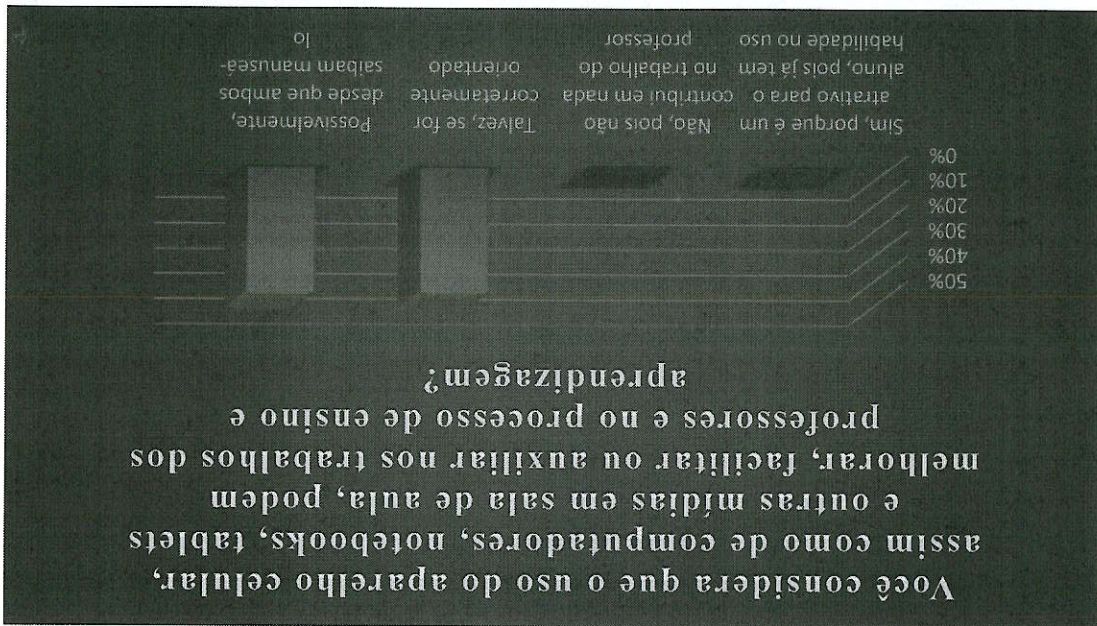 Você considera que o uso do aparelho celular,
assim como de computadores, notebooks, tablets
e outras mídias em sala de aula, podem
melhorar, facilitar ou auxiliar nos trabalhos dos
professores e no processo de ensino e
aprendizagem?
50%
40%
30%
20%
10%
0%
Sim, porque é um
atrativo para o
aluno, pois já tem
habilidade no uso
Não, pois não
contribui em nada
no trabalho do
professor
Talvez, se for
corretamente
orientado
Possivelmente,
desde que ambos
saibam manuseá-
lo